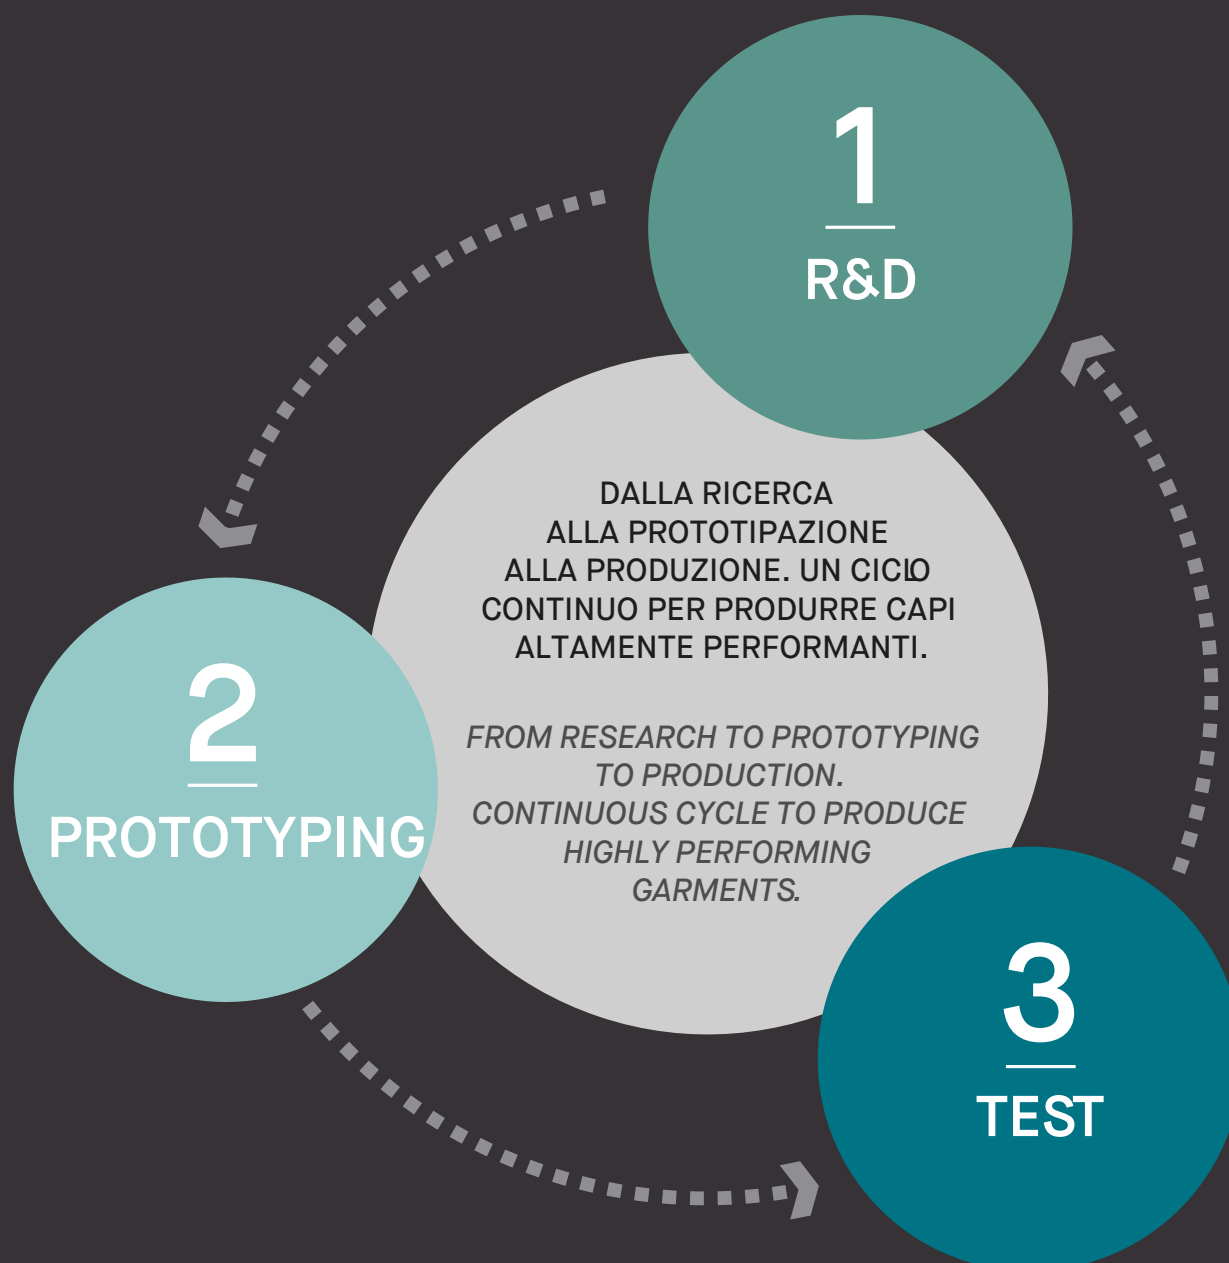 1
R&D
DALLA RICERCA
ALLA PROTOTIPAZIONE
ALLA PRODUZIONE. UN CICLO
CONTINUO PER PRODURRE CAPI
ALTAMENTE PERFORMANTI.
FROM RESEARCH TO PROTOTYPING
TO PRODUCTION.
CONTINUOUS CYCLE TO PRODUCE
HIGHLY PERFORMING
GARMENTS.
2
PROTOTYPING
3
TEST